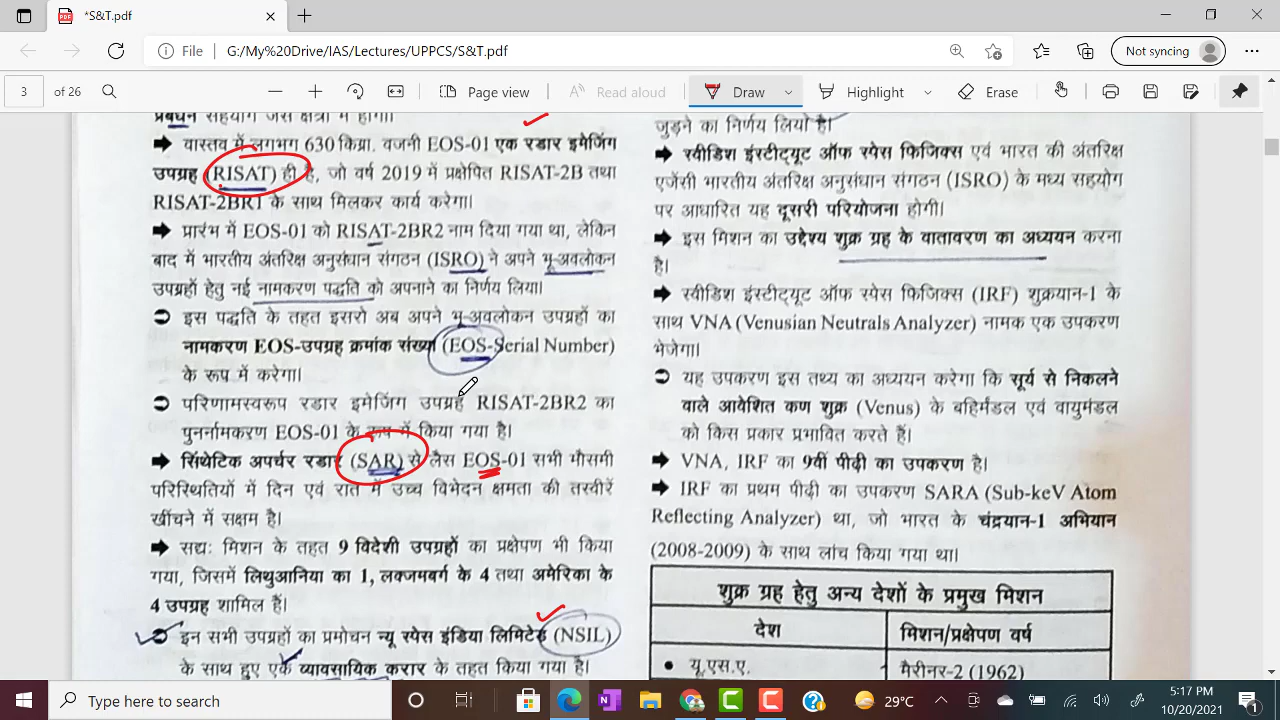 *S&T.pdf
File
G:/My%20Drive/IAS/Lectures/UPPCS/S&T.pdf
Not syncing
3 of 26
Page view
Read aloud
Draw
Highlight
Erase
प्रबंधन सहयोग जैसे क्षेत्रों में होगा।
➡ वास्तव में लगभग 630 किग्रा. वजनी EOS-01 एक रडार इमेजिंग
उपग्रह (RISAT) ही है, जो वर्ष 2019 में प्रक्षेपित RISAT-2B तथा
RISAT-2BR1 के साथ मिलकर कार्य करेगा।
➡ प्रारंभ में EOS-01 को RISAT-2BR2 नाम दिया गया था, लेकिन
बाद में भारतीय अंतरिक्ष अनुसंधान संगठन (ISRO) ने अपने भू-अवलोकन
उपग्रहों हेतु नई नामकरण पद्धति को अपनाने का निर्णय लिया।
➲ इस पद्धति के तहत इसरो अब अपने भू-अवलोकन उपग्रहों का
नामकरण EOS-उपग्रह क्रमांक संख्या (EOS-Serial Number)
के रूप में करेगा।
➲ परिणामस्वरूप रडार इमेजिंग उपग्रह RISAT-2BR2 का
पुनर्नामकरण EOS-01 के रूप में किया गया है।
➡ सिंथेटिक अपर्चर रडार (SAR) से लैस EOS-01 सभी मौसमी
परिस्थितियों में दिन एवं रात में उच्च विभेदन क्षमता की तस्वीरें
खींचने में सक्षम है।
➡ सद्यः मिशन के तहत 9 विदेशी उपग्रहों का प्रक्षेपण भी किया
गया, जिसमें लिथुआनिया का 1, लक्जमबर्ग के 4 तथा अमेरिका के
4 उपग्रह शामिल हैं।
➲ इन सभी उपग्रहों का प्रमोचन न्यू स्पेस इंडिया लिमिटेड (NSIL)
के साथ हुए एक व्यावसायिक करार के तहत किया गया है।
जुड़ने का निर्णय लिया है।
➡ स्वीडिश इंस्टीट्यूट ऑफ स्पेस फिजिक्स एवं भारत की अंतरिक्ष
एजेंसी भारतीय अंतरिक्ष अनुसंधान संगठन (ISRO) के मध्य सहयोग
पर आधारित यह दूसरी परियोजना होगी।
➡ इस मिशन का उद्देश्य शुक्र ग्रह के वातावरण का अध्ययन करना
है।
➡ स्वीडिश इंस्टीट्यूट ऑफ स्पेस फिजिक्स (IRF) शुक्रयान-1 के
साथ VNA (Venusian Neutrals Analyzer) नामक एक उपकरण
भेजेगा।
➲ यह उपकरण इस तथ्य का अध्ययन करेगा कि सूर्य से निकलने
वाले आवेशित कण शुक्र (Venus) के बहिर्मंडल एवं वायुमंडल
को किस प्रकार प्रभावित करते हैं।
➡ VNA, IRF का 9वीं पीढ़ी का उपकरण है।
➡ IRF का प्रथम पीढ़ी का उपकरण SARA (Sub-keV Atom
Reflecting Analyzer) था, जो भारत के चंद्रयान-1 अभियान
(2008-2009) के साथ लांच किया गया था।
शुक्र ग्रह हेतु अन्य देशों के प्रमुख मिशन
देश मिशन/प्रक्षेपण वर्ष
• यू.एस.ए. मैरीनर-2 (1962)
Type here to search
29°C
5:17 PM
10/20/2021